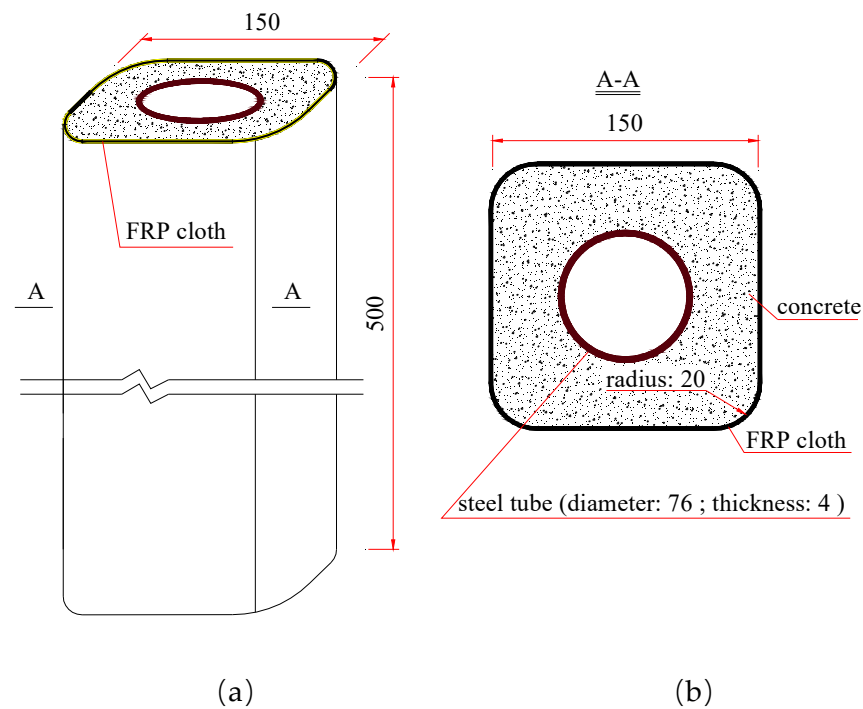 150
FRP cloth
A
A
500
(a)
A-A
150
concrete
radius: 20
FRP cloth
steel tube (diameter: 76 ; thickness: 4 )
(b)